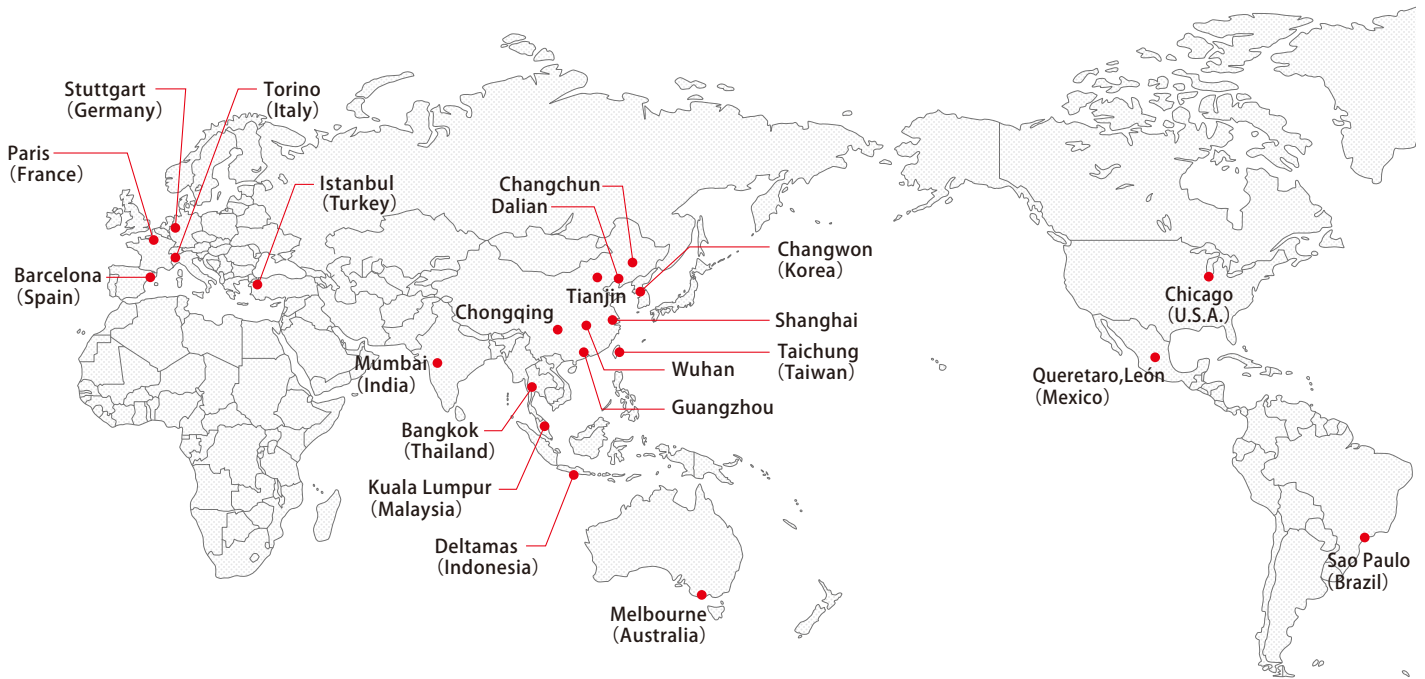 Stuttgart
（Germany）
Torino
（Italy）
Paris
（France）
Istanbul
（Turkey）
Barcelona
（Spain）
Changchun
Dalian
Changwon
（Korea）
Tianjin
Chongqing
Shanghai
Mumbai
（India）
Taichung
（Taiwan）
Wuhan
Guangzhou
Bangkok
（Thailand）
Kuala Lumpur
（Malaysia）
Deltamas
（Indonesia）
Melbourne
（Australia）
Chicago
（U.S.A.）
Queretaro,León
（Mexico）
Sao Paulo
（Brazil）